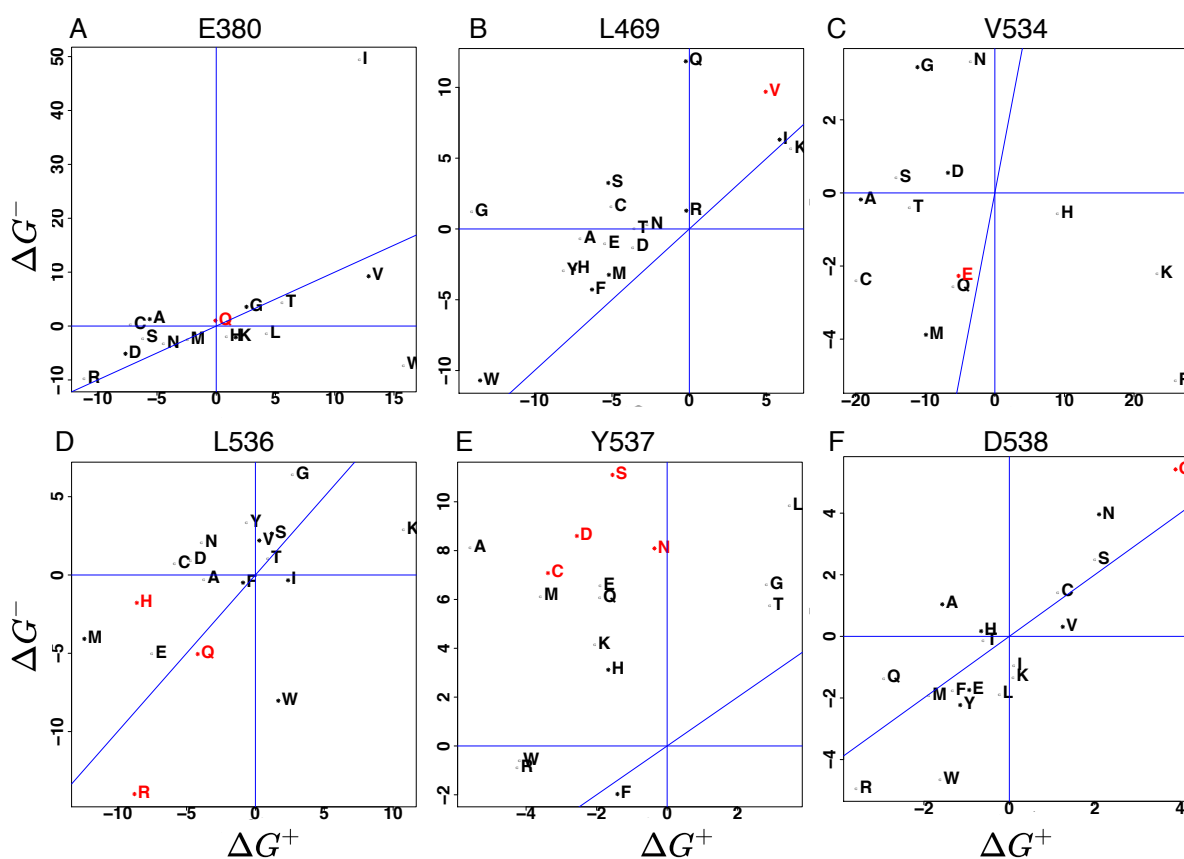 A E380
50
40
30
20
10
0
−10
I
V
G
T
Q
C
A
S
N
M
D
R
H
K
L
W
−10 −5 0 5 10 15
ΔG⁻
B L469
10
5
0
−5
−10
Q
V
I
K
S
C
G
R
T
N
A
E
D
Y
H
M
F
W
−10 −5 0 5
C V534
2
0
−2
−4
G
N
S
D
A
T
H
C
E
Q
K
M
−20 −10 0 10 20
D L536
5
0
−5
−10
G
K
Y
S
V
N
C
D
T
A
F
I
H
M
E
Q
W
R
−10 −5 0 5 10
ΔG⁻
ΔG⁺
E Y537
10
8
6
4
2
0
−2
S
L
D
N
A
C
M
E
Q
G
T
K
H
W
R
F
−4 −2 0 2
ΔG⁺
F D538
4
2
0
−2
−4
N
S
C
A
H
T
V
I
K
Q
M
F
E
L
Y
W
R
−2 0 2 4
ΔG⁺